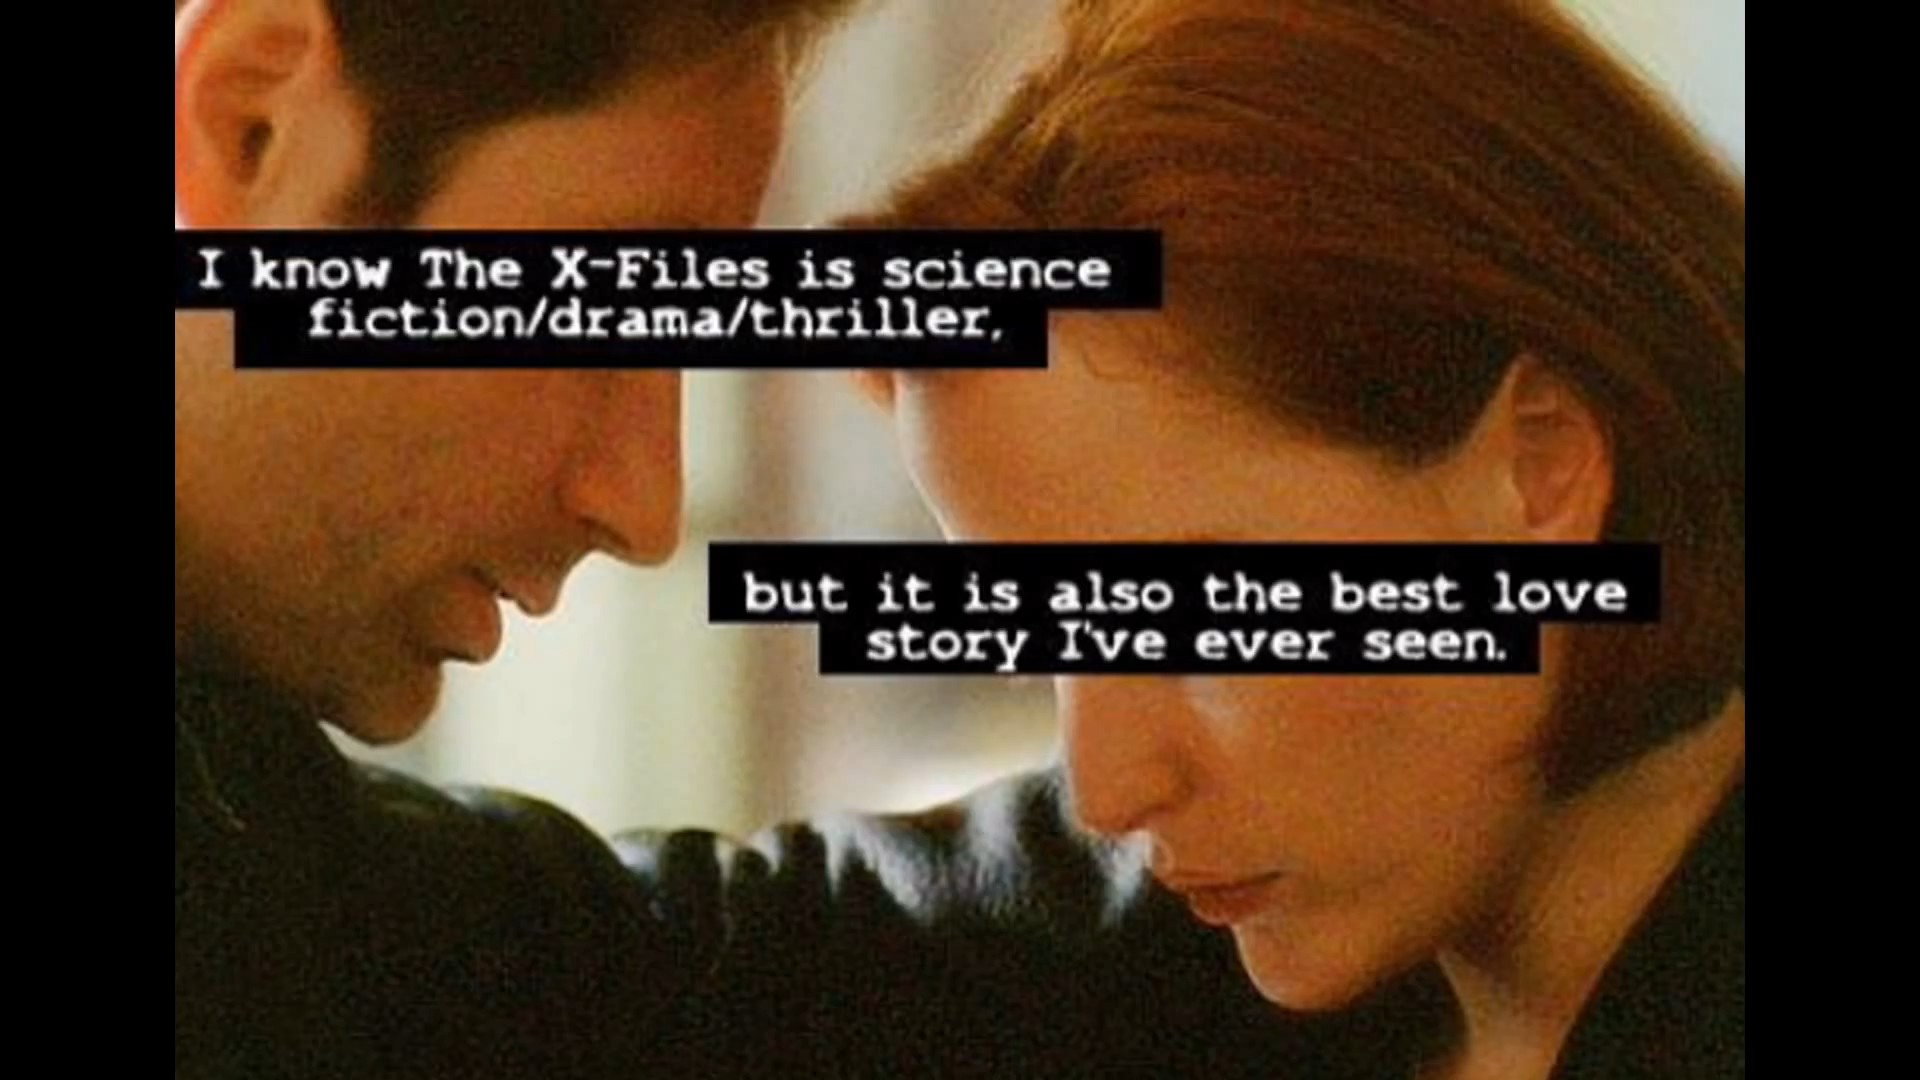 I know The X-Files is science
fiction/drama/thriller,
but it is also the best love
story I've ever seen.